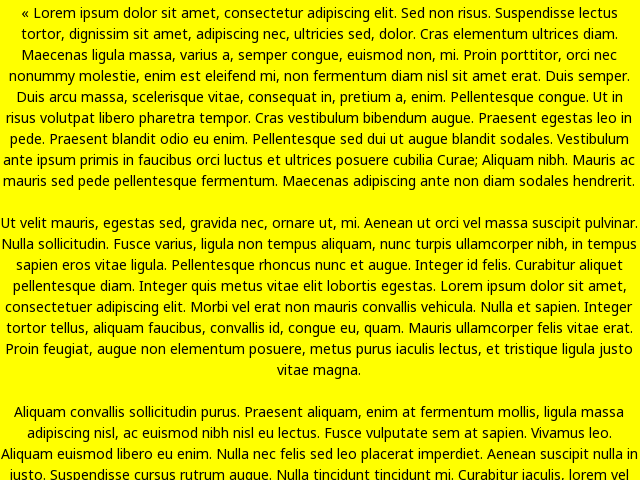 « Lorem ipsum dolor sit amet, consectetur adipiscing elit. Sed non risus. Suspendisse lectus
tortor, dignissim sit amet, adipiscing nec, ultricies sed, dolor. Cras elementum ultrices diam.
Maecenas ligula massa, varius a, semper congue, euismod non, mi. Proin porttitor, orci nec
nonummy molestie, enim est eleifend mi, non fermentum diam nisl sit amet erat. Duis semper.
Duis arcu massa, scelerisque vitae, consequat in, pretium a, enim. Pellentesque congue. Ut in
risus volutpat libero pharetra tempor. Cras vestibulum bibendum augue. Praesent egestas leo in
pede. Praesent blandit odio eu enim. Pellentesque sed dui ut augue blandit sodales. Vestibulum
ante ipsum primis in faucibus orci luctus et ultrices posuere cubilia Curae; Aliquam nibh. Mauris ac
mauris sed pede pellentesque fermentum. Maecenas adipiscing ante non diam sodales hendrerit.
Ut velit mauris, egestas sed, gravida nec, ornare ut, mi. Aenean ut orci vel massa suscipit pulvinar.
Nulla sollicitudin. Fusce varius, ligula non tempus aliquam, nunc turpis ullamcorper nibh, in tempus
sapien eros vitae ligula. Pellentesque rhoncus nunc et augue. Integer id felis. Curabitur aliquet
pellentesque diam. Integer quis metus vitae elit lobortis egestas. Lorem ipsum dolor sit amet,
consectetuer adipiscing elit. Morbi vel erat non mauris convallis vehicula. Nulla et sapien. Integer
tortor tellus, aliquam faucibus, convallis id, congue eu, quam. Mauris ullamcorper felis vitae erat.
Proin feugiat, augue non elementum posuere, metus purus iaculis lectus, et tristique ligula justo
vitae magna.
Aliquam convallis sollicitudin purus. Praesent aliquam, enim at fermentum mollis, ligula massa
adipiscing nisl, ac euismod nibh nisl eu lectus. Fusce vulputate sem at sapien. Vivamus leo.
Aliquam euismod libero eu enim. Nulla nec felis sed leo placerat imperdiet. Aenean suscipit nulla in
justo. Suspendisse cursus rutrum augue. Nulla tincidunt tincidunt mi. Curabitur iaculis, lorem vel